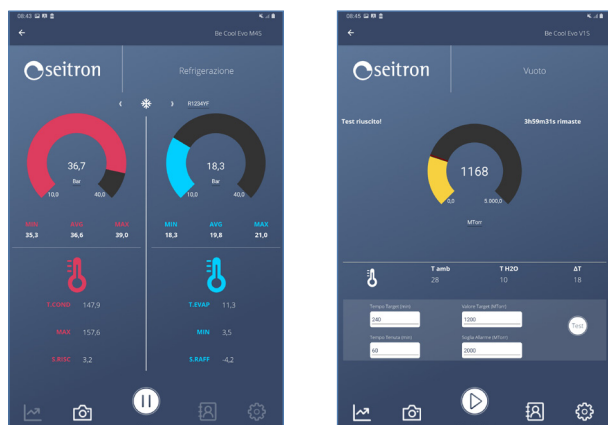 08:43
Be Cool Evo M4S
seitron
Refrigerazione
R1234YF
36,7
Bar
10,0 40,0
18,3
Bar
10,0 40,0
MIN AVG MAX
35,3 36,6 39,0
MIN AVG MAX
18,3 19,8 21,0
T.COND 147,9
MAX 157,6
S.RISC 3,2
T.EVAP 11,3
MIN 3,5
S.RAFF -4,2
08:45
Be Cool Evo V1S
seitron
Vuoto
Test riuscito!
3h59m31s rimaste
1168
0,0 5.000,0
MTorr
T amb T H2O ΔT
28 10 18
Tempo Target (min) Valore Target (MTorr)
240 1200
Tempo Tenuta (min) Soglia Allarme (MTorr)
60 2000
Test